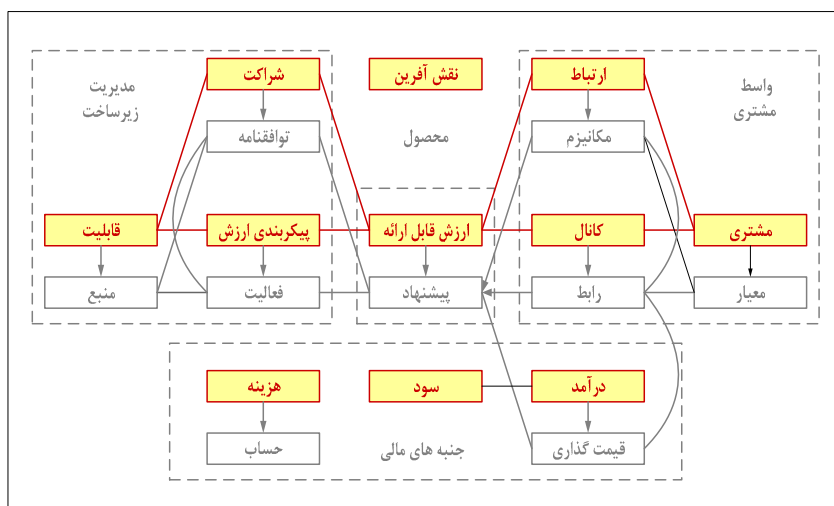 شراکت
نقش آفرین
ارتباط
واسط
مشتری
مدیریت
زیرساخت
توافقنامه
محصول
مکانیزم
مشتری
کانال
ارزش قابل ارائه
پیکربندی ارزش
قابلیت
معیار
رابط
پیشنهاد
فعالیت
منبع
درآمد
سود
هزینه
قیمت گذاری
جنبه های مالی
حساب